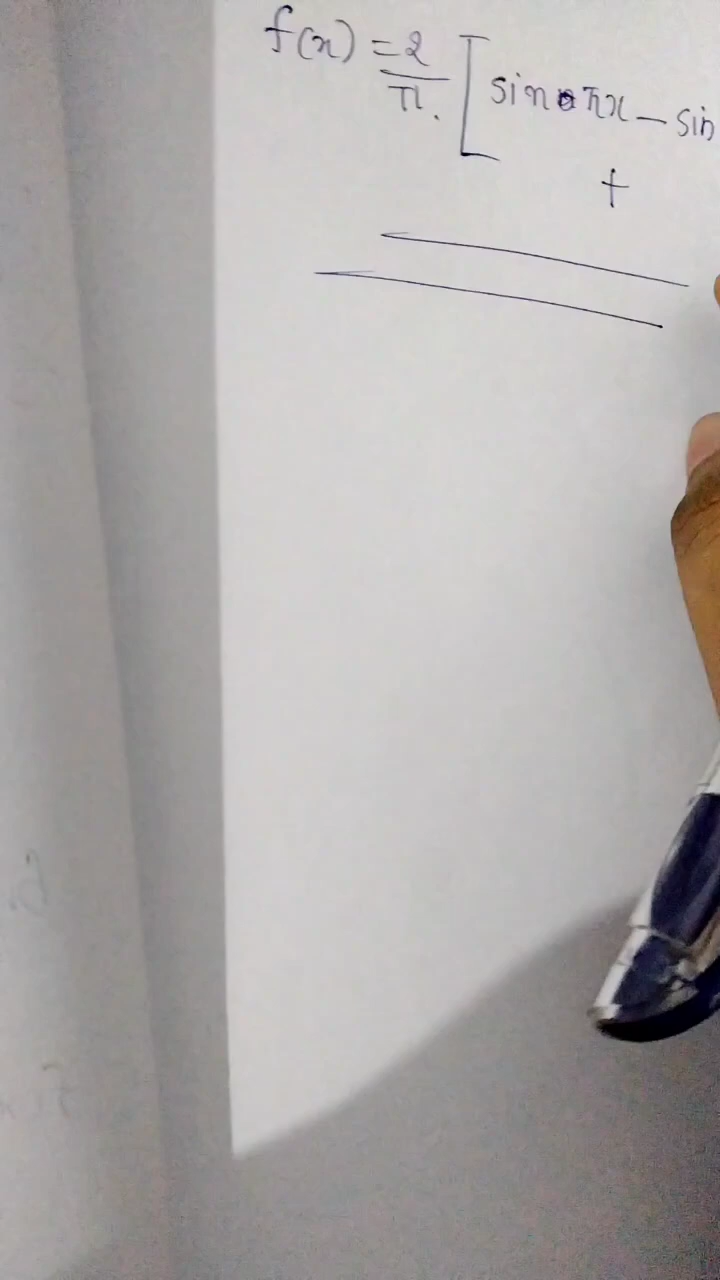 f(x) = 2/π. [ sin πx - sin
+